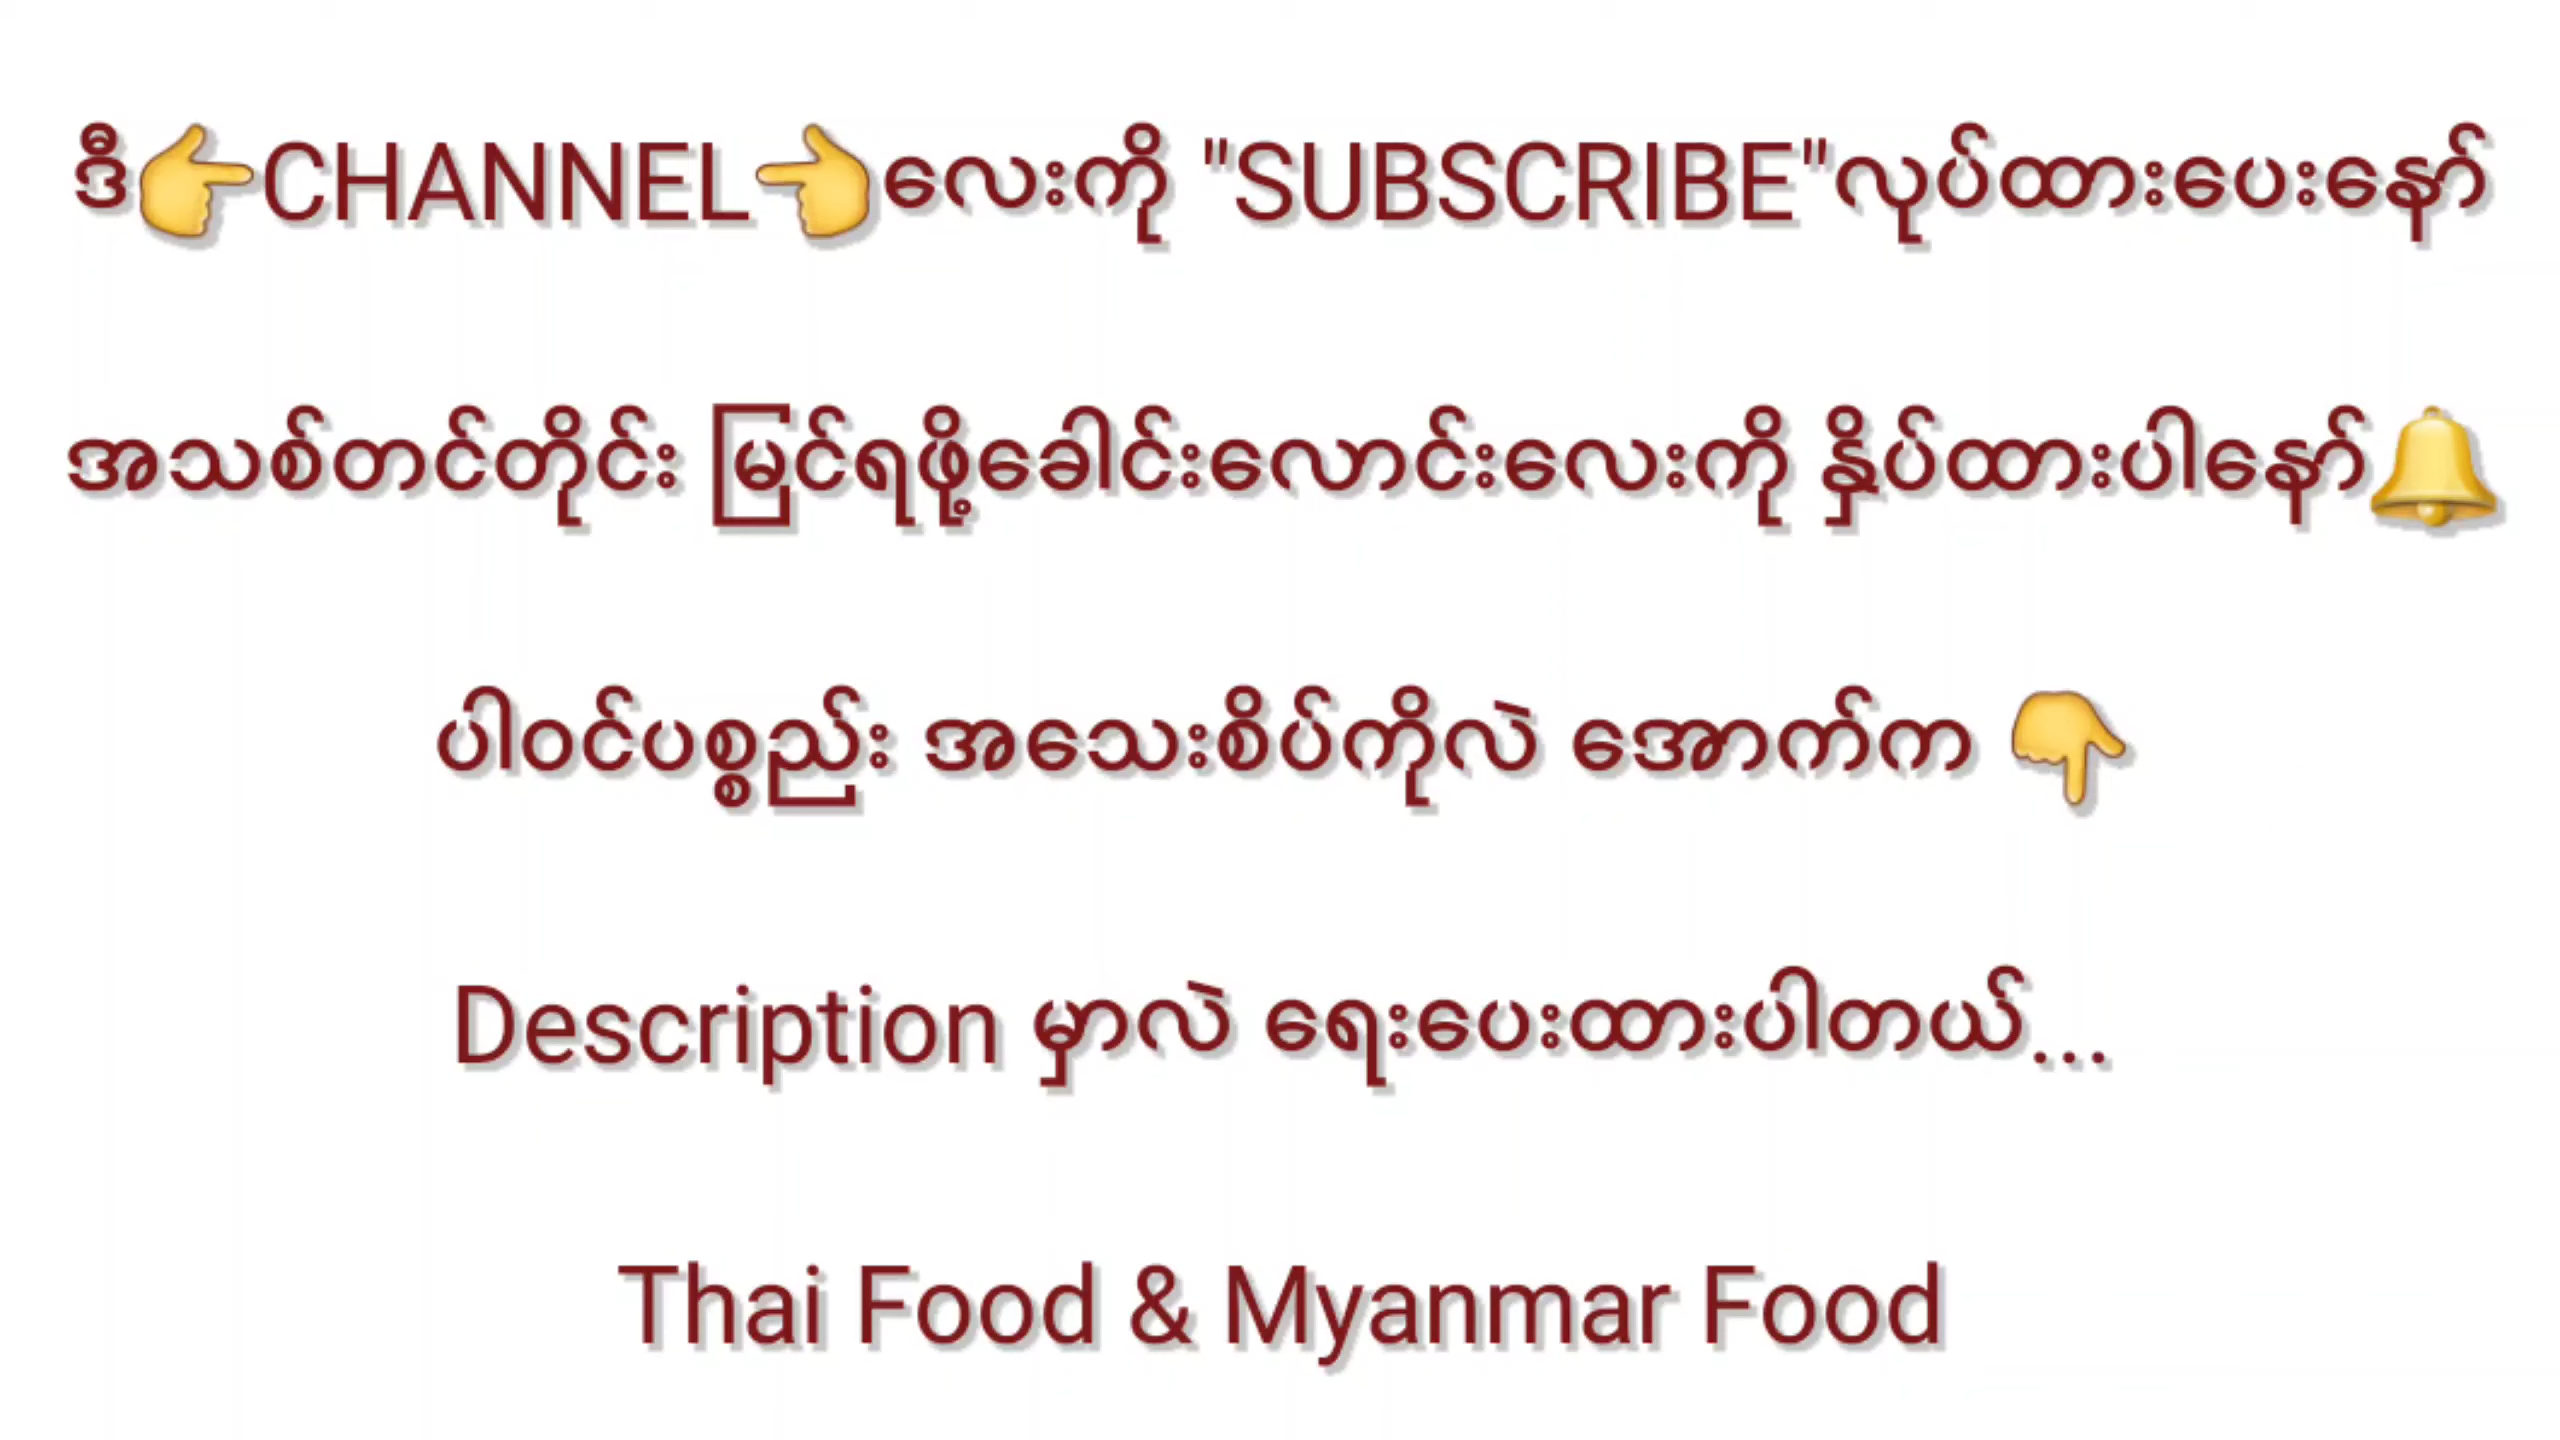 ဒီ👉CHANNEL👈လေးကို "SUBSCRIBE"လုပ်ထားပေးနော်
အသစ်တင်တိုင်း မြင်ရဖို့ခေါင်းလောင်းလေးကို နှိပ်ထားပါနော်🔔
ပါဝင်ပစ္စည်း အသေးစိပ်ကိုလဲ အောက်က 👇
Description မှာလဲ ရေးပေးထားပါတယ်...
Thai Food & Myanmar Food